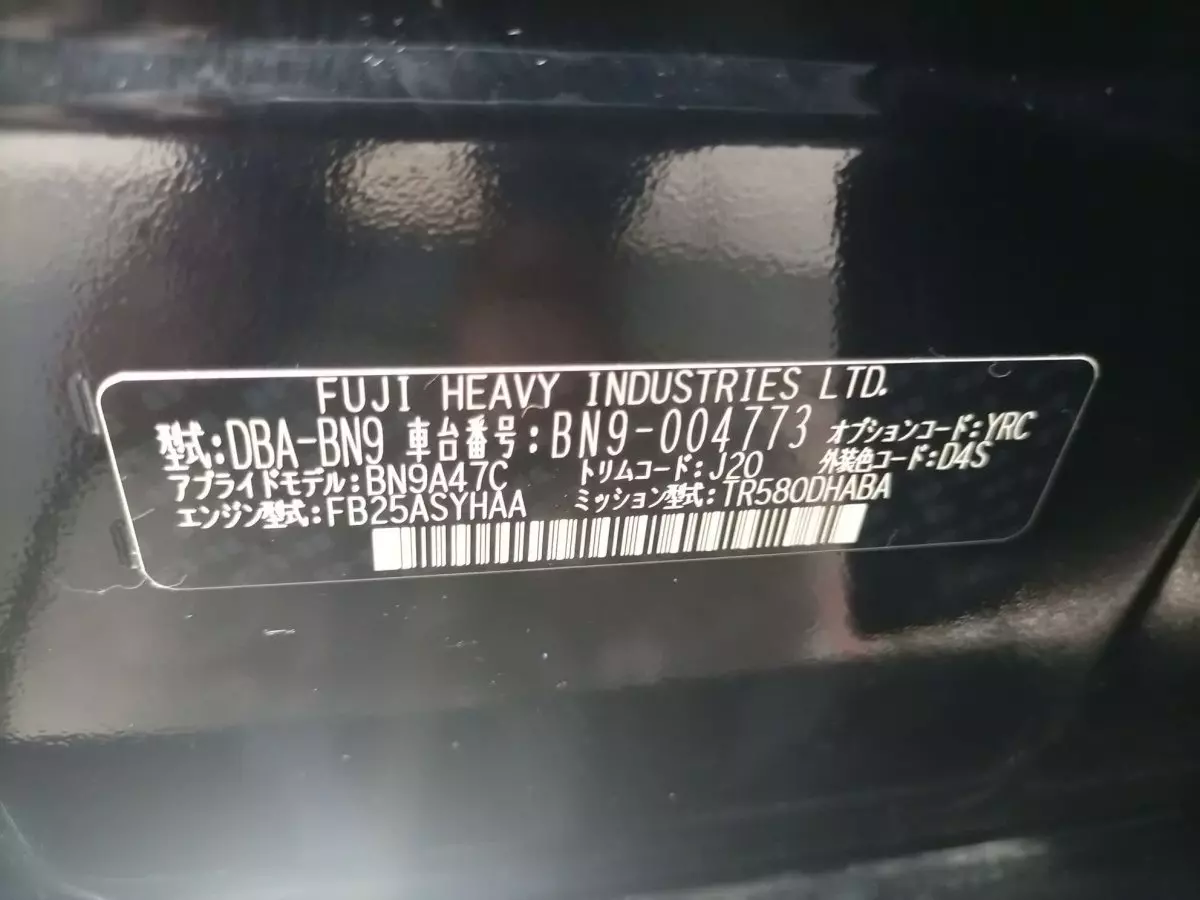 FUJI HEAVY INDUSTRIES LTD.
型式:DBA-BN9 車台番号:BN9-004773 オプションコード:YRC
アプライドモデル:BN9A47C トリムコード:J20 外装色コード:D4S
エンジン型式:FB25ASYHAA ミッション型式:TR580DHABA